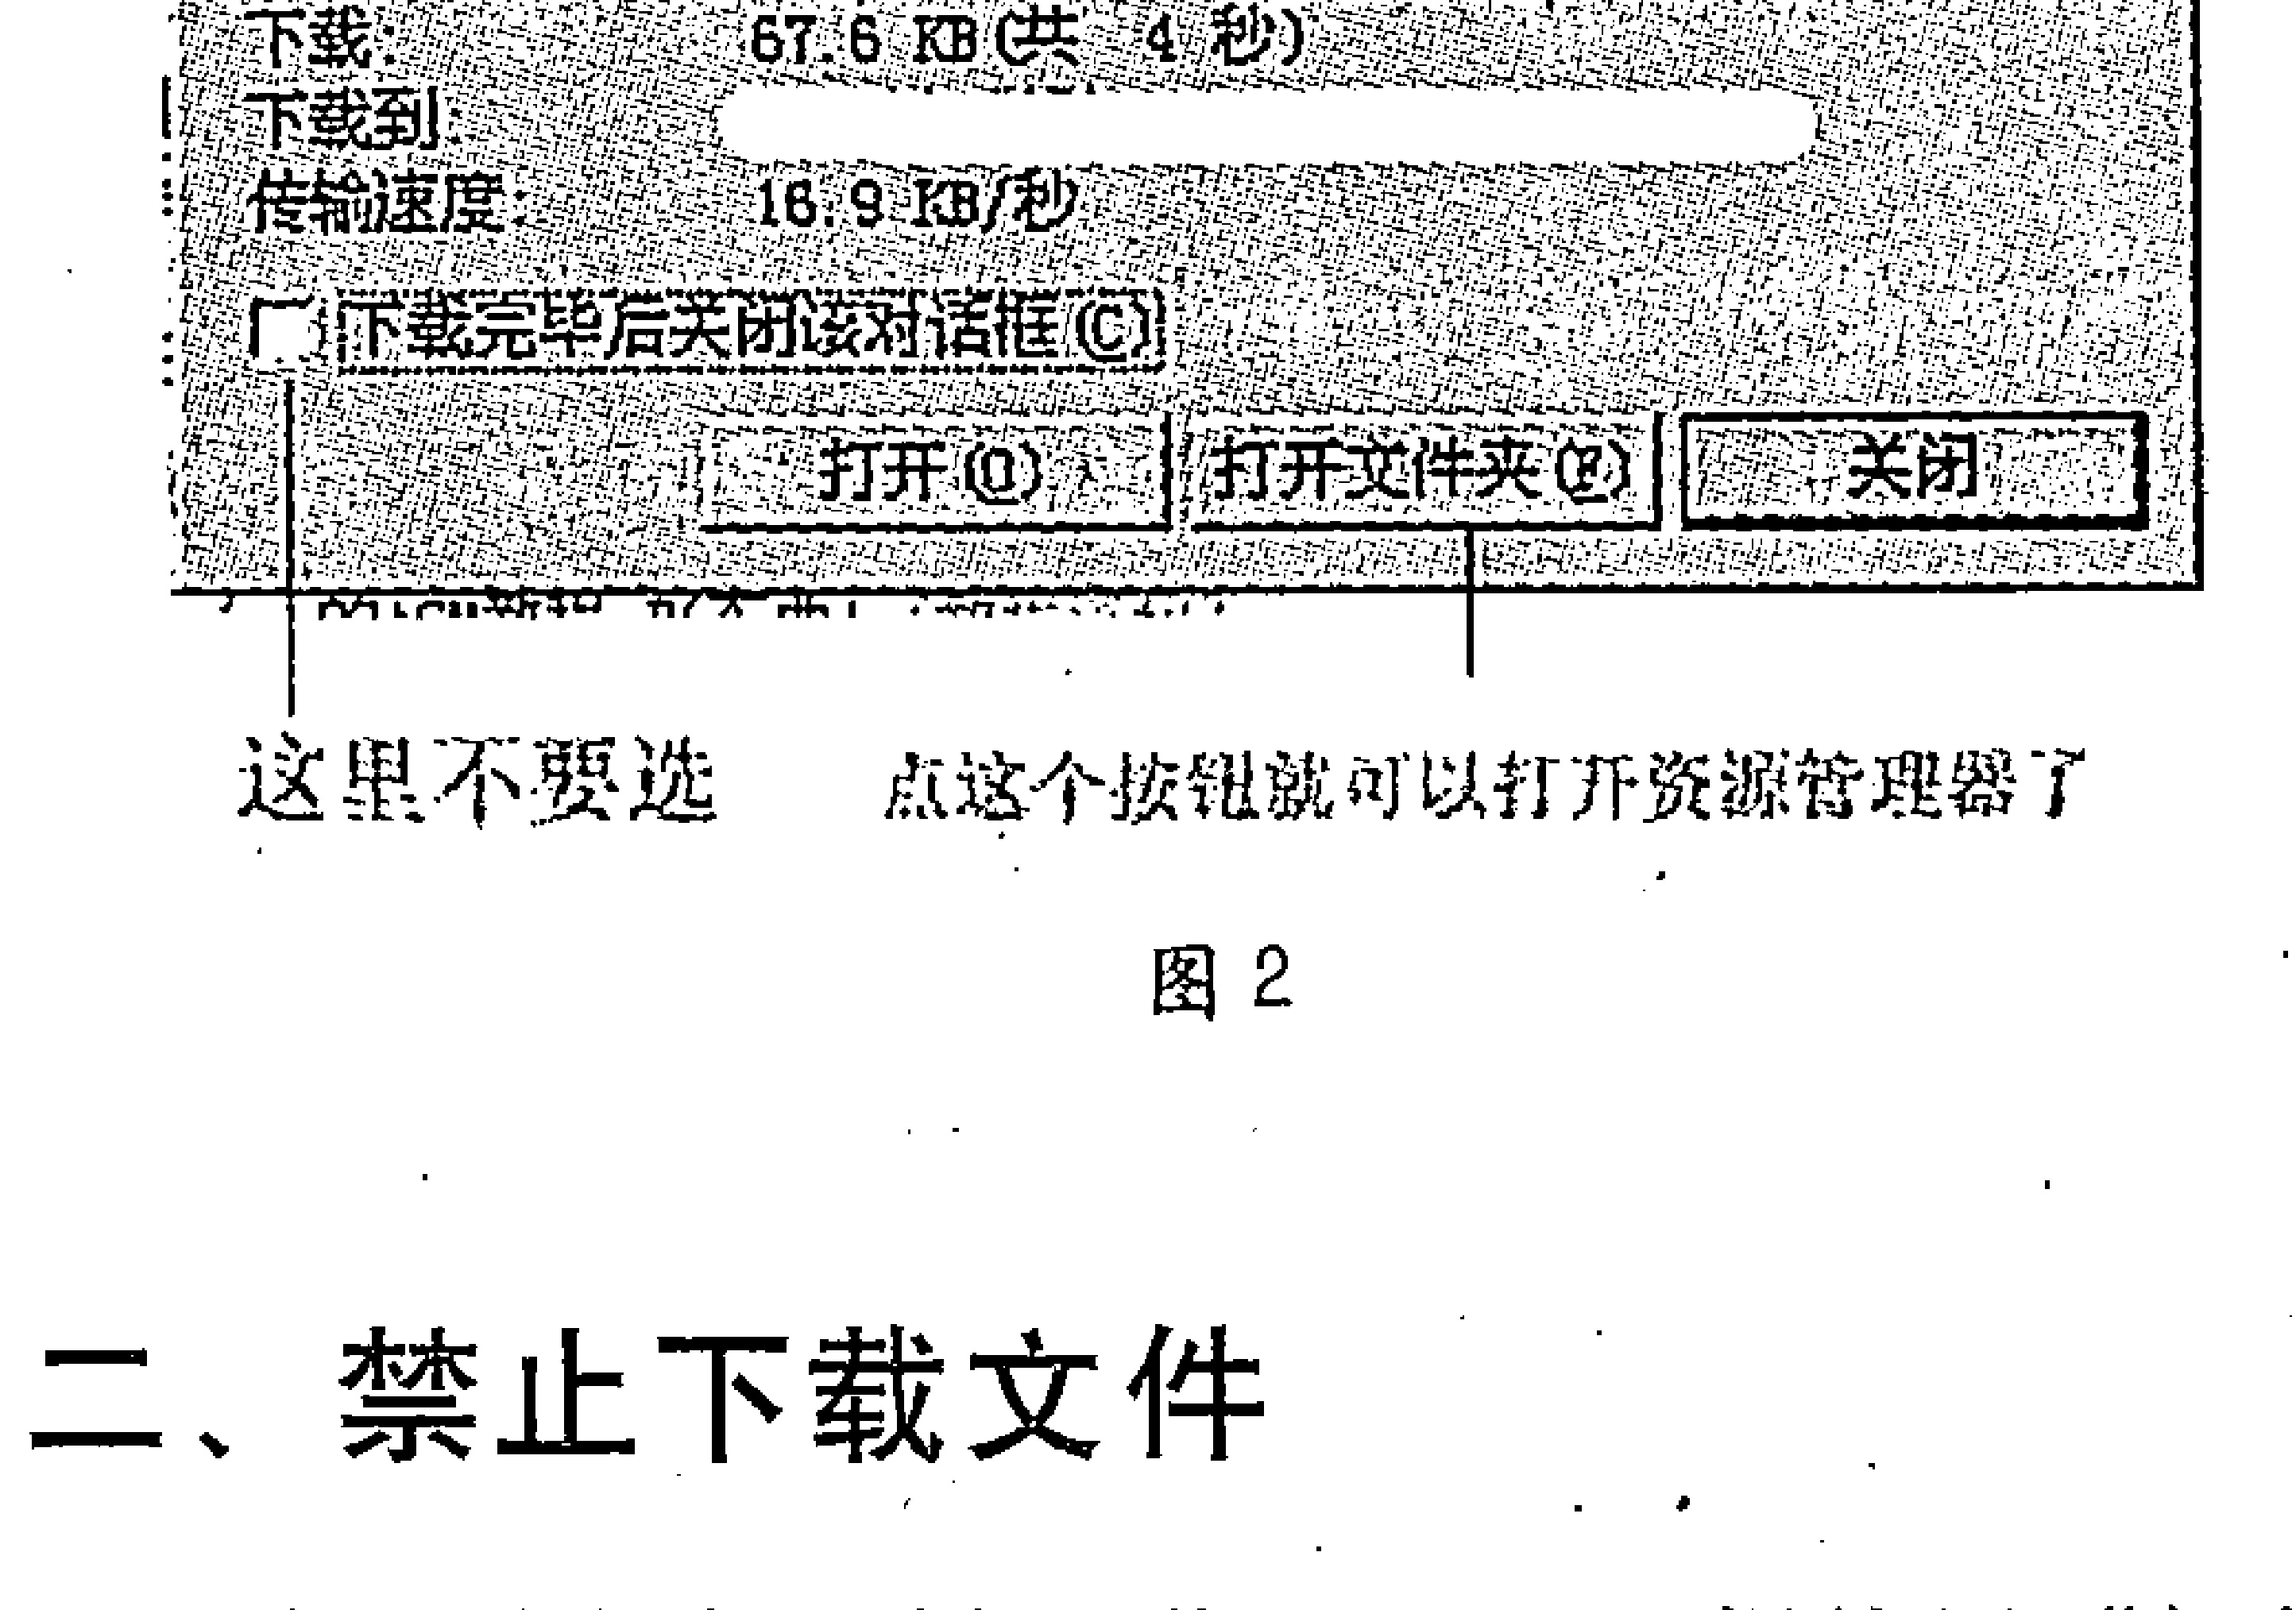 下载: 67.6 KB(共 4 秒)
下载到:
传输速度: 16.9 KB/秒
下载完毕后关闭该对话框(C)
打开(O) 打开文件夹(F) 关闭
这里不要选 点这个按钮就可以打开资源管理器了
图 2
二、禁止下载文件